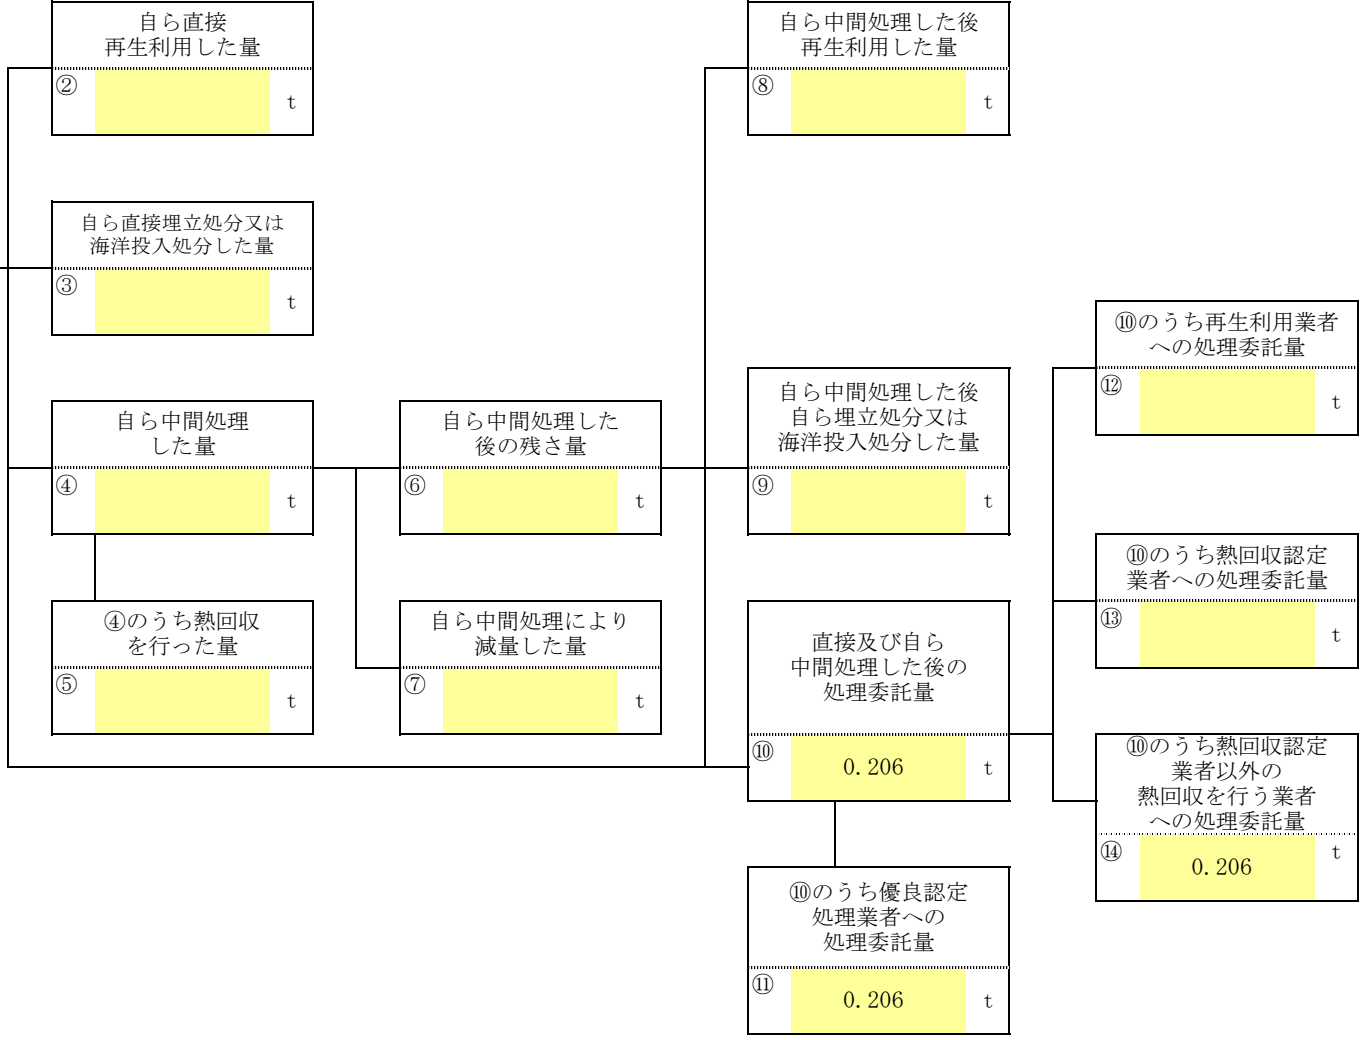 自ら直接
再生利用した量
②
t
自ら中間処理した後
再生利用した量
⑧
t
自ら直接埋立処分又は
海洋投入処分した量
③
t
⑩のうち再生利用業者
への処理委託量
⑫
t
自ら中間処理
した量
④
t
自ら中間処理した
後の残さ量
⑥
t
自ら中間処理した後
自ら埋立処分又は
海洋投入処分した量
⑨
t
⑩のうち熱回収認定
業者への処理委託量
⑬
t
④のうち熱回収
を行った量
⑤
t
自ら中間処理により
減量した量
⑦
t
直接及び自ら
中間処理した後の
処理委託量
⑩
0.206
t
⑩のうち熱回収認定
業者以外の
熱回収を行う業者
への処理委託量
⑭
0.206
t
⑩のうち優良認定
処理業者への
処理委託量
⑪
0.206
t